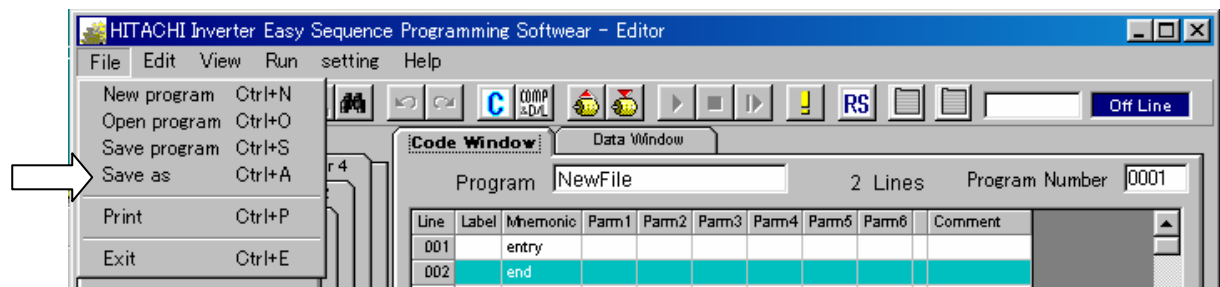 HITACHI Inverter Easy Sequence Programming Softwear - Editor
File Edit View Run setting Help
New program Ctrl+N
Open program Ctrl+O
Save program Ctrl+S
Save as Ctrl+A
Print Ctrl+P
Exit Ctrl+E
C COMP &D/L RS Off Line
r 4
Code Window Data Window
Program NewFile 2 Lines Program Number 0001
Line Label Mnemonic Parm1 Parm2 Parm3 Parm4 Parm5 Parm6 Comment
001 entry
002 end